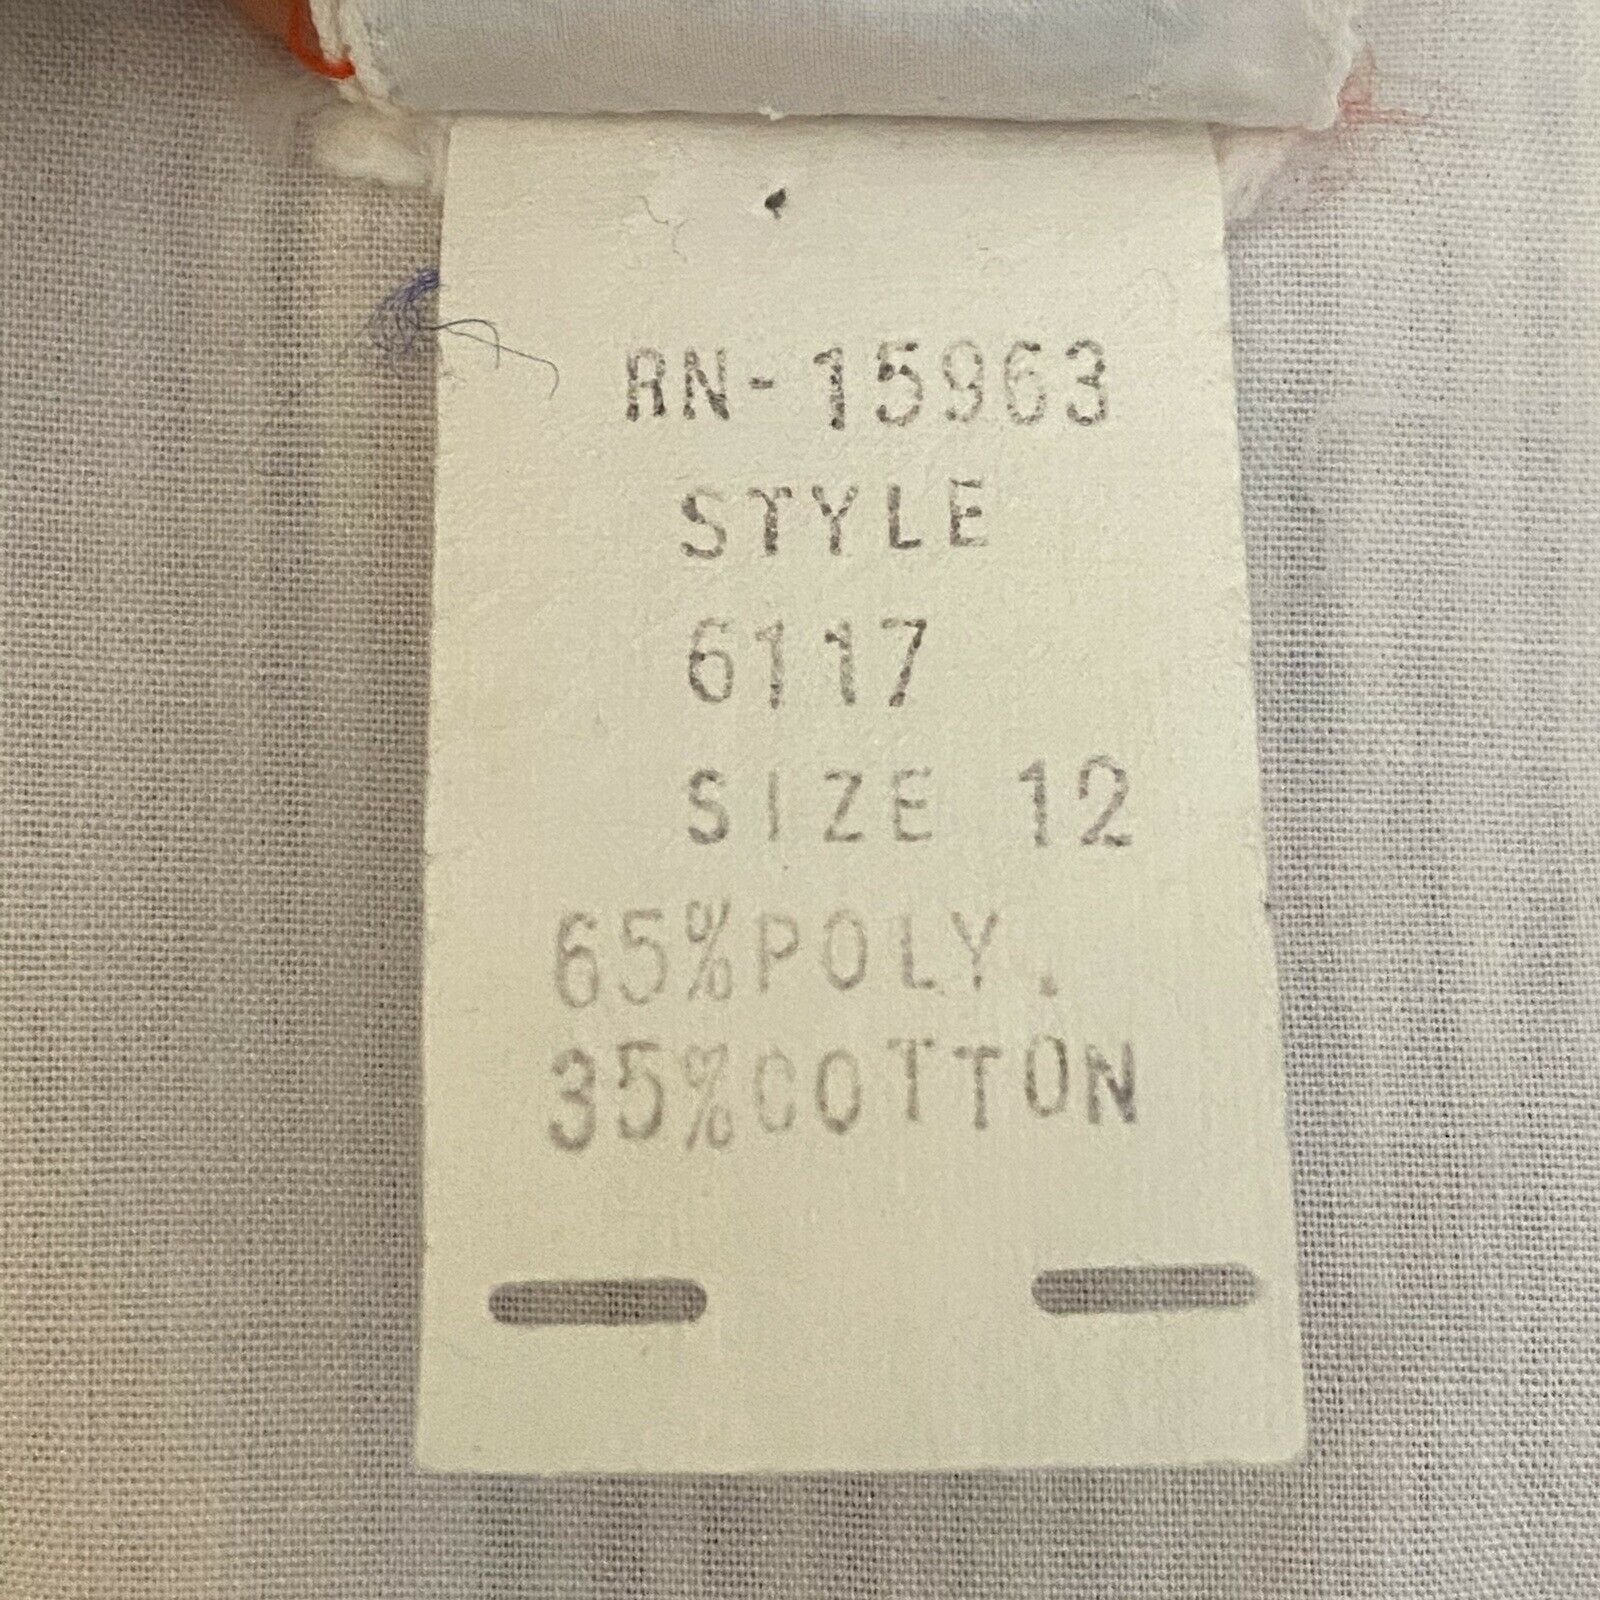 RN-15963
STYLE
6117
SIZE 12
65%POLY.
35%COTTON